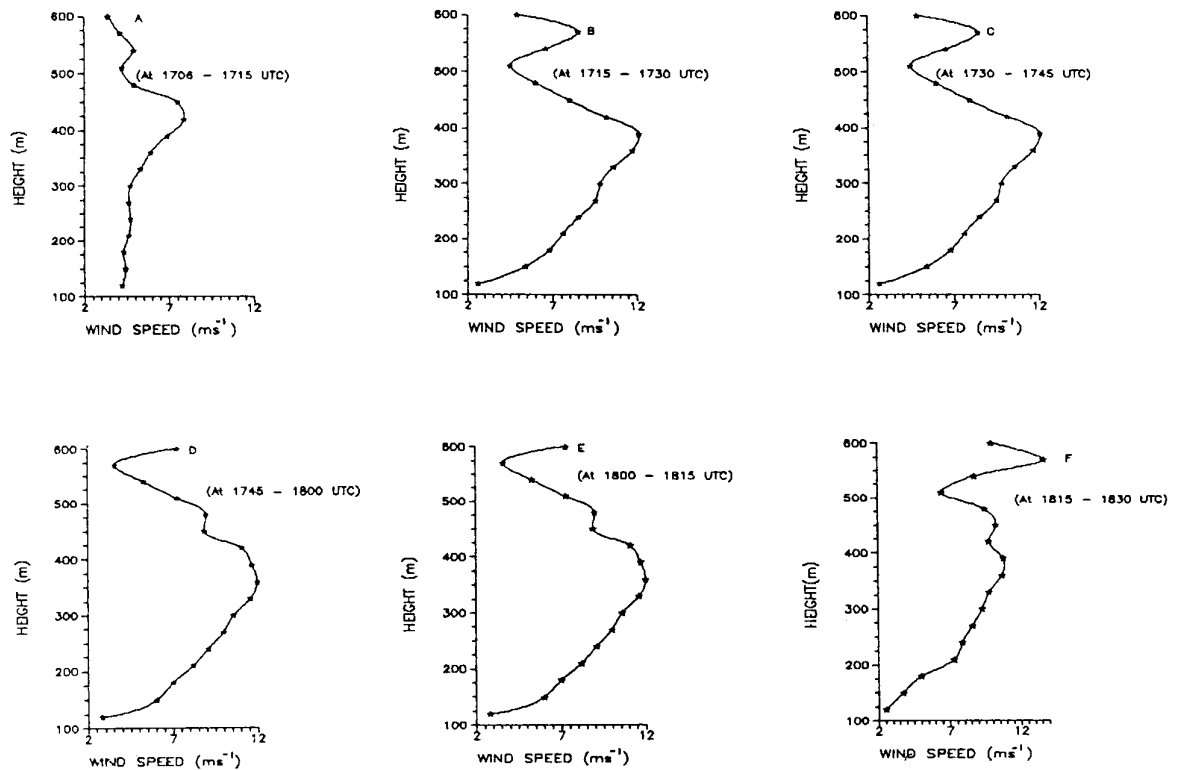 600
A
(At 1706 - 1715 UTC)
500
400
300
200
100
2 7 12
HEIGHT (m)
WIND SPEED (ms⁻¹)
600
B
(At 1715 - 1730 UTC)
500
400
300
200
100
2 7 12
HEIGHT (m)
WIND SPEED (ms⁻¹)
600
C
(At 1730 - 1745 UTC)
500
400
300
200
100
2 7 12
HEIGHT (m)
WIND SPEED (ms⁻¹)
600
D
(At 1745 - 1800 UTC)
500
400
300
200
100
2 7 12
HEIGHT (m)
WIND SPEED (ms⁻¹)
600
E
(At 1800 - 1815 UTC)
500
400
300
200
100
2 7 12
HEIGHT (m)
WIND SPEED (ms⁻¹)
600
F
(At 1815 - 1830 UTC)
500
400
300
200
100
2 7 12
HEIGHT(m)
WIND SPEED (ms⁻¹)